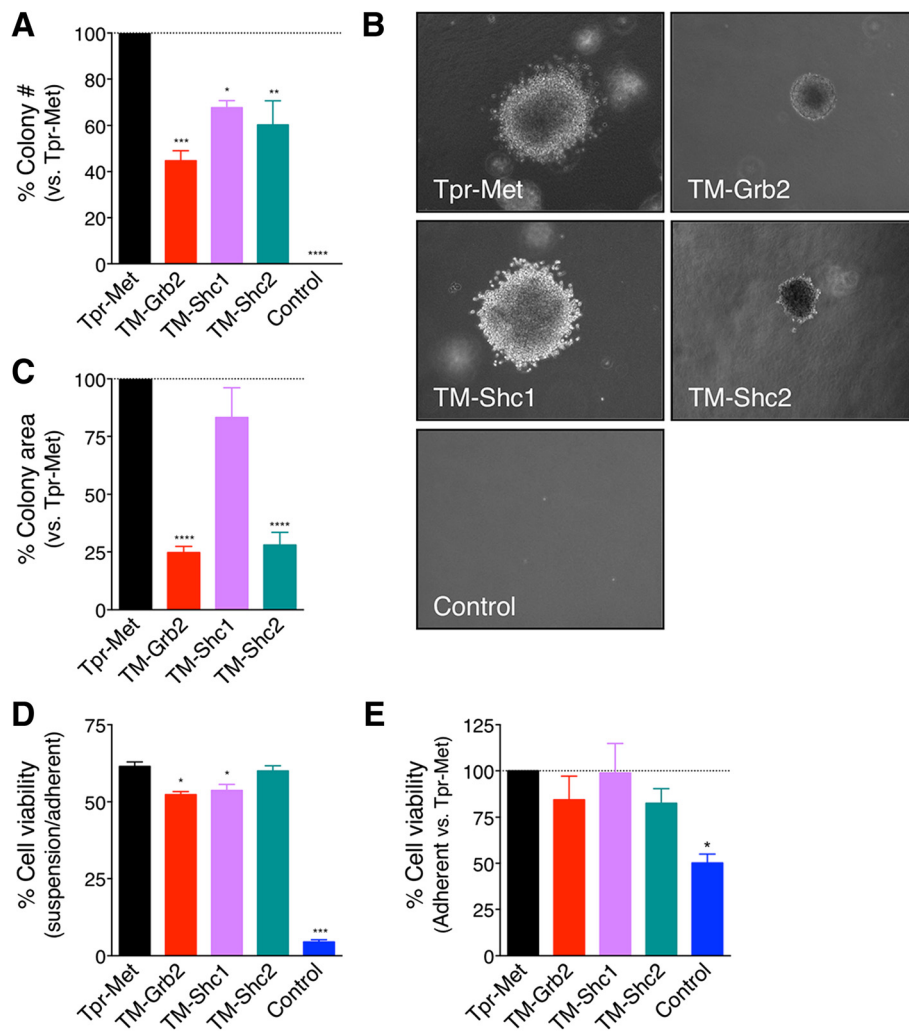 A
% Colony #
(vs. Tpr-Met)
100
80
60
40
20
0
***
*
**
****
Tpr-Met
TM-Grb2
TM-Shc1
TM-Shc2
Control
B
Tpr-Met
TM-Grb2
TM-Shc1
TM-Shc2
Control
C
% Colony area
(vs. Tpr-Met)
100
75
50
25
0
****
****
Tpr-Met
TM-Grb2
TM-Shc1
TM-Shc2
D
% Cell viability
(suspension/adherent)
75
50
25
0
*
*
***
Tpr-Met
TM-Grb2
TM-Shc1
TM-Shc2
Control
E
% Cell viability
(Adherent vs. Tpr-Met)
125
100
75
50
25
0
*
Tpr-Met
TM-Grb2
TM-Shc1
TM-Shc2
Control